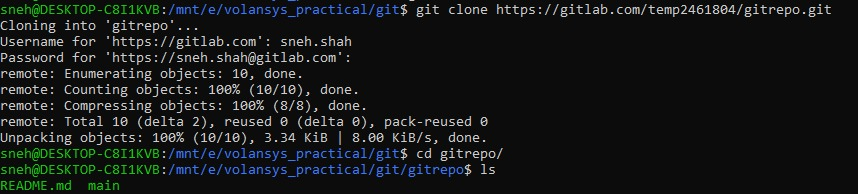 sneh@DESKTOP-C8I1KVB:/mnt/e/volansys_practical/git$ git clone https://gitlab.com/temp2461804/gitrepo.git
Cloning into 'gitrepo'...
Username for 'https://gitlab.com': sneh.shah
Password for 'https://sneh.shah@gitlab.com':
remote: Enumerating objects: 10, done.
remote: Counting objects: 100% (10/10), done.
remote: Compressing objects: 100% (8/8), done.
remote: Total 10 (delta 2), reused 0 (delta 0), pack-reused 0
Unpacking objects: 100% (10/10), 3.34 KiB | 8.00 KiB/s, done.
sneh@DESKTOP-C8I1KVB:/mnt/e/volansys_practical/git$ cd gitrepo/
sneh@DESKTOP-C8I1KVB:/mnt/e/volansys_practical/git/gitrepo$ ls
README.md  main